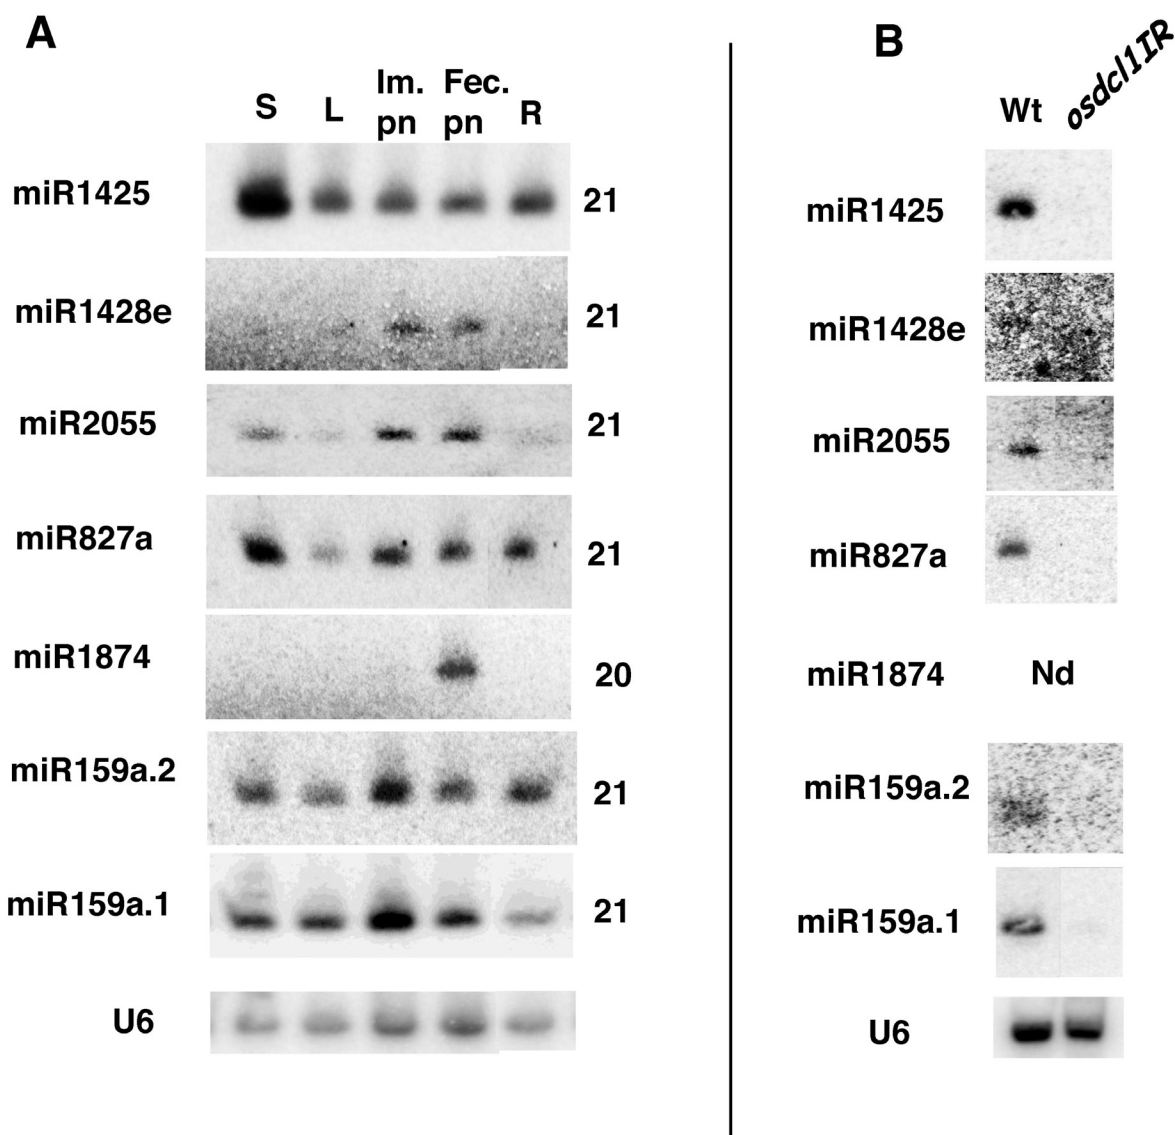 A
S L Im. pn Fec. pn R
miR1425 21
miR1428e 21
miR2055 21
miR827a 21
miR1874 20
miR159a.2 21
miR159a.1 21
U6
B
Wt osdcl1IR
miR1425
miR1428e
miR2055
miR827a
miR1874 Nd
miR159a.2
miR159a.1
U6